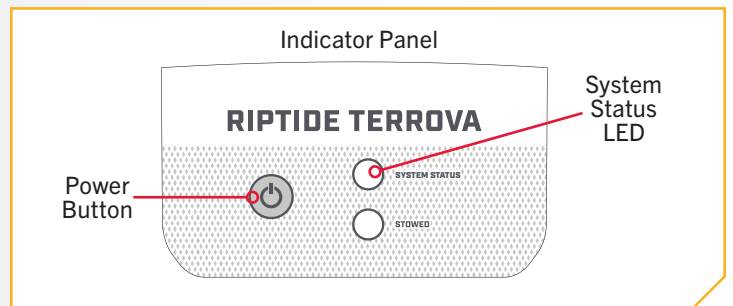 Indicator Panel
System
Status
LED
RIPTIDE TERROVA
SYSTEM STATUS
Power
Button
STOWED